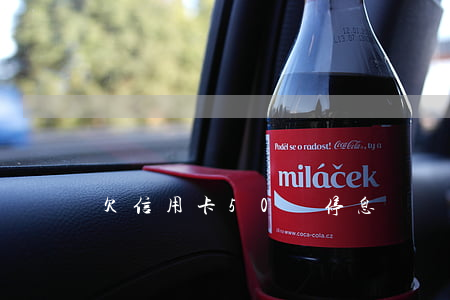 Poděl se o radost! Coca-Cola, ty a
miláček
欠信用卡50 停息
www.coca-cola.cz